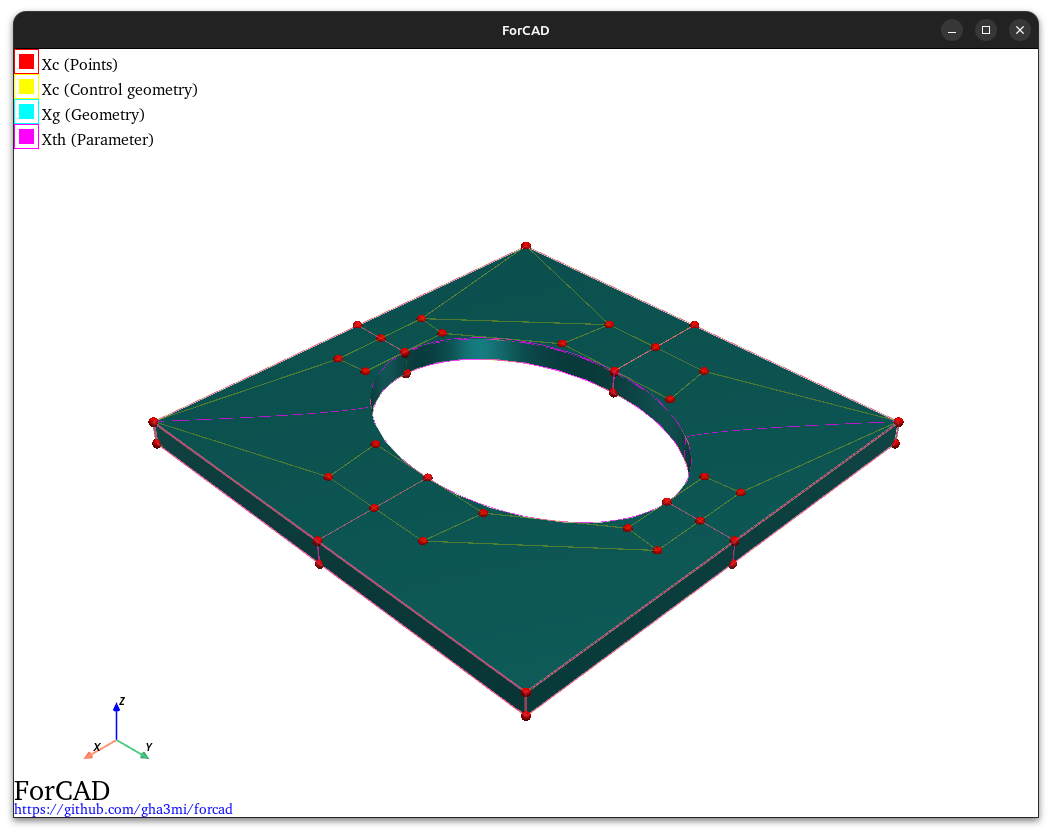 ForCAD
Xc (Points)
Xc (Control geometry)
Xg (Geometry)
Xth (Parameter)
Z
X
Y
ForCAD
https://github.com/gha3mi/forcad